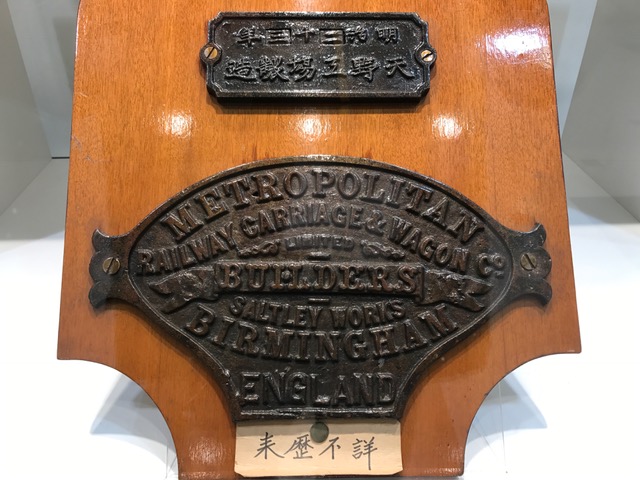 明治三十三年
天野工場製造
METROPOLITAN
RAILWAY CARRIAGE & WAGON Co
LIMITED
BUILDERS
SALTLEY WORKS
BIRMINGHAM
ENGLAND
来歴不詳